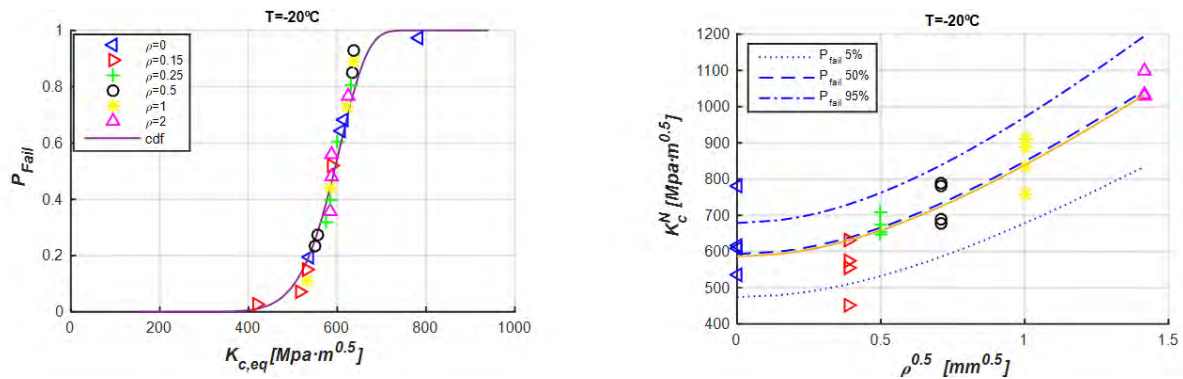 T=-20ºC
1
0.8
0.6
0.4
0.2
0
P_Fail
ρ=0
ρ=0.15
ρ=0.25
ρ=0.5
ρ=1
ρ=2
cdf
0 200 400 600 800 1000
K_c,eq [Mpa·m^0.5]
T=-20ºC
1200
1100
1000
900
800
700
600
500
400
K_c^N [Mpa·m^0.5]
P_fail 5%
P_fail 50%
P_fail 95%
0 0.5 1 1.5
ρ^0.5 [mm^0.5]